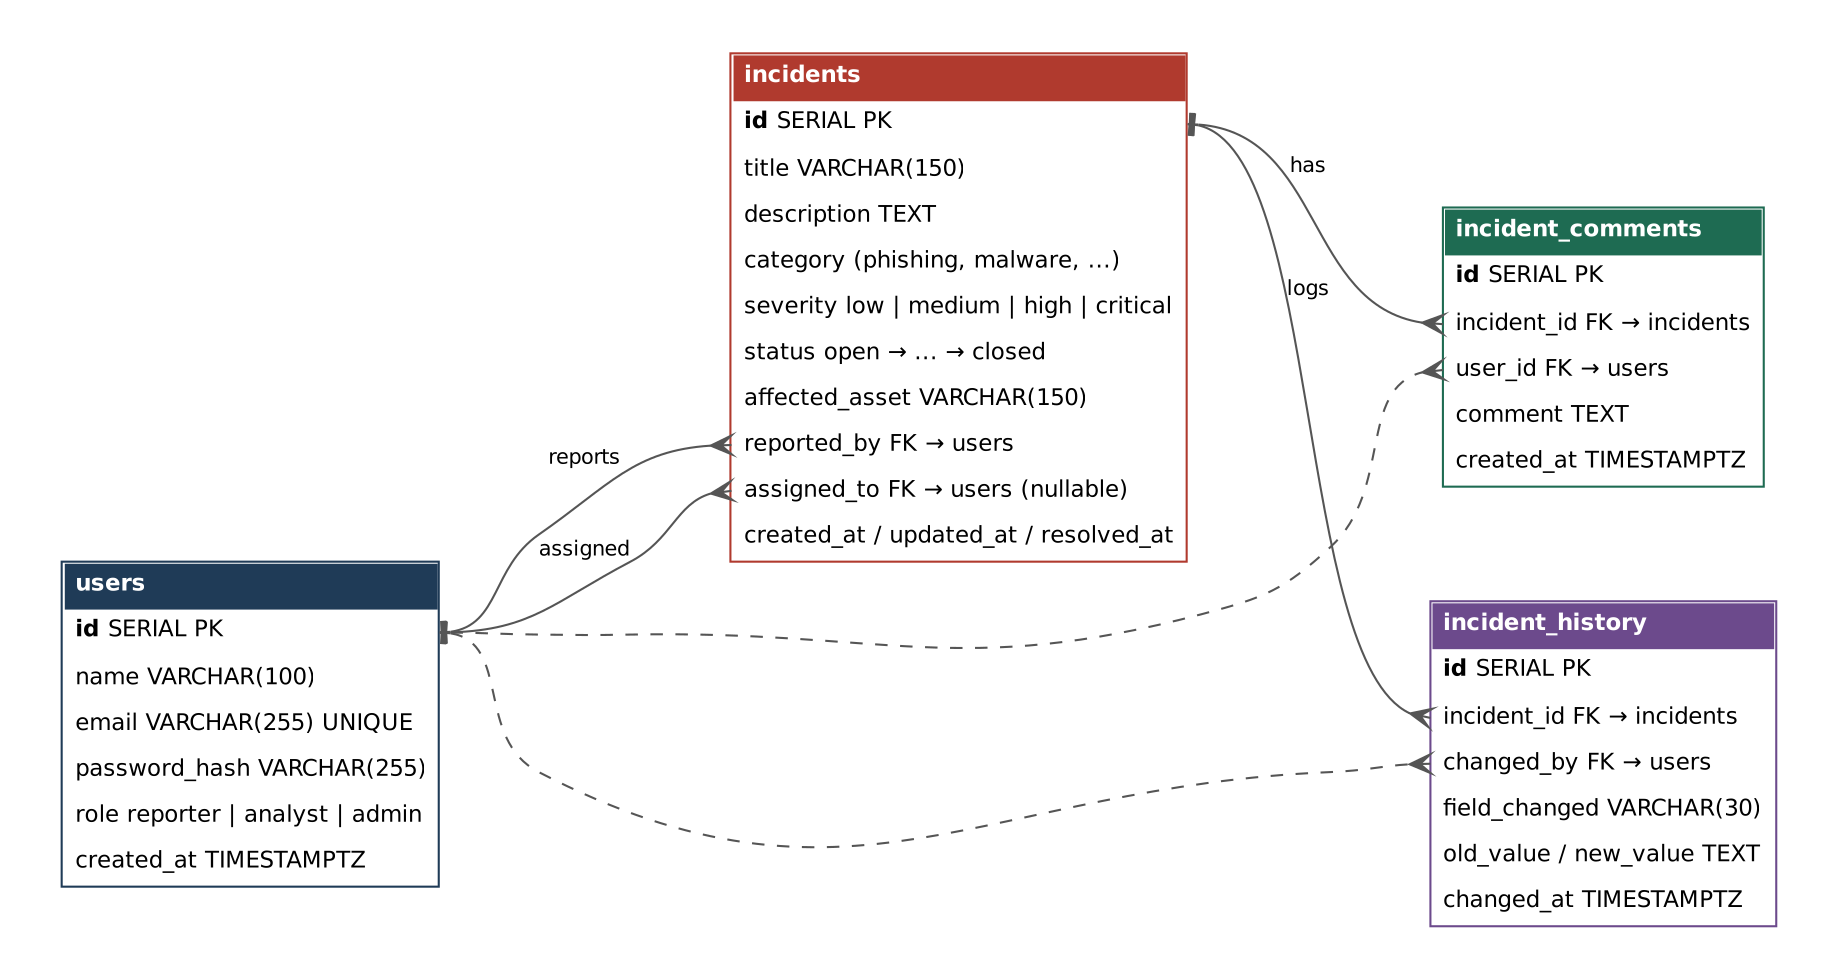 incidents
id SERIAL PK
title VARCHAR(150)
description TEXT
category (phishing, malware, ...)
severity low | medium | high | critical
status open → ... → closed
affected_asset VARCHAR(150)
reported_by FK → users
assigned_to FK → users (nullable)
created_at / updated_at / resolved_at
has
logs
incident_comments
id SERIAL PK
incident_id FK → incidents
user_id FK → users
comment TEXT
created_at TIMESTAMPTZ
reports
assigned
users
id SERIAL PK
name VARCHAR(100)
email VARCHAR(255) UNIQUE
password_hash VARCHAR(255)
role reporter | analyst | admin
created_at TIMESTAMPTZ
incident_history
id SERIAL PK
incident_id FK → incidents
changed_by FK → users
field_changed VARCHAR(30)
old_value / new_value TEXT
changed_at TIMESTAMPTZ